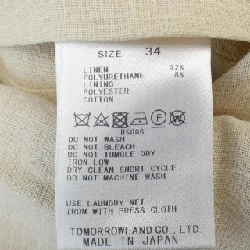 SIZE 34
LINEN 92%
POLYURETHANE 8%
LINING
POLYESTER
COTTON
DO NOT WASH
DO NOT BLEACH
DO NOT TUMBLE DRY
IRON LOW
DRY CLEAN SHORT CYCLE
DO NOT MACHINE WASH
USE LAUNDRY NET
IRON WITH PRESS CLOTH
TOMORROWLAND CO., LTD.
MADE IN JAPAN